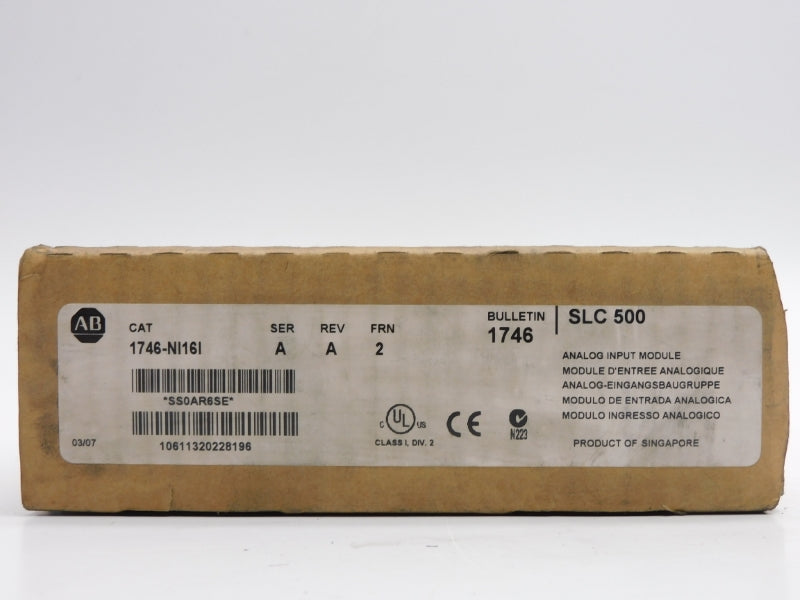 AB
CAT
1746-NI16I
SER
A
REV
A
FRN
2
BULLETIN
1746
SLC 500
ANALOG INPUT MODULE
MODULE D'ENTREE ANALOGIQUE
ANALOG-EINGANGSBAUGRUPPE
MODULO DE ENTRADA ANALOGICA
MODULO INGRESSO ANALOGICO
*SS0AR6SE*
10611320228196
03/07
C UL US
CLASS I, DIV. 2
CE
N223
PRODUCT OF SINGAPORE